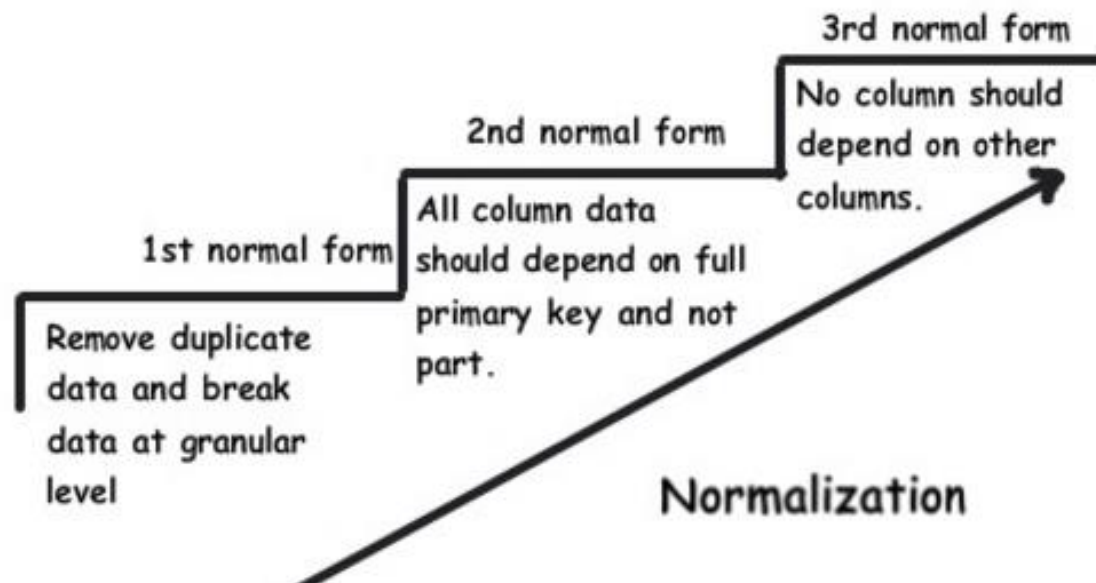 1st normal form
Remove duplicate
data and break
data at granular
level
2nd normal form
All column data
should depend on full
primary key and not
part.
3rd normal form
No column should
depend on other
columns.
Normalization